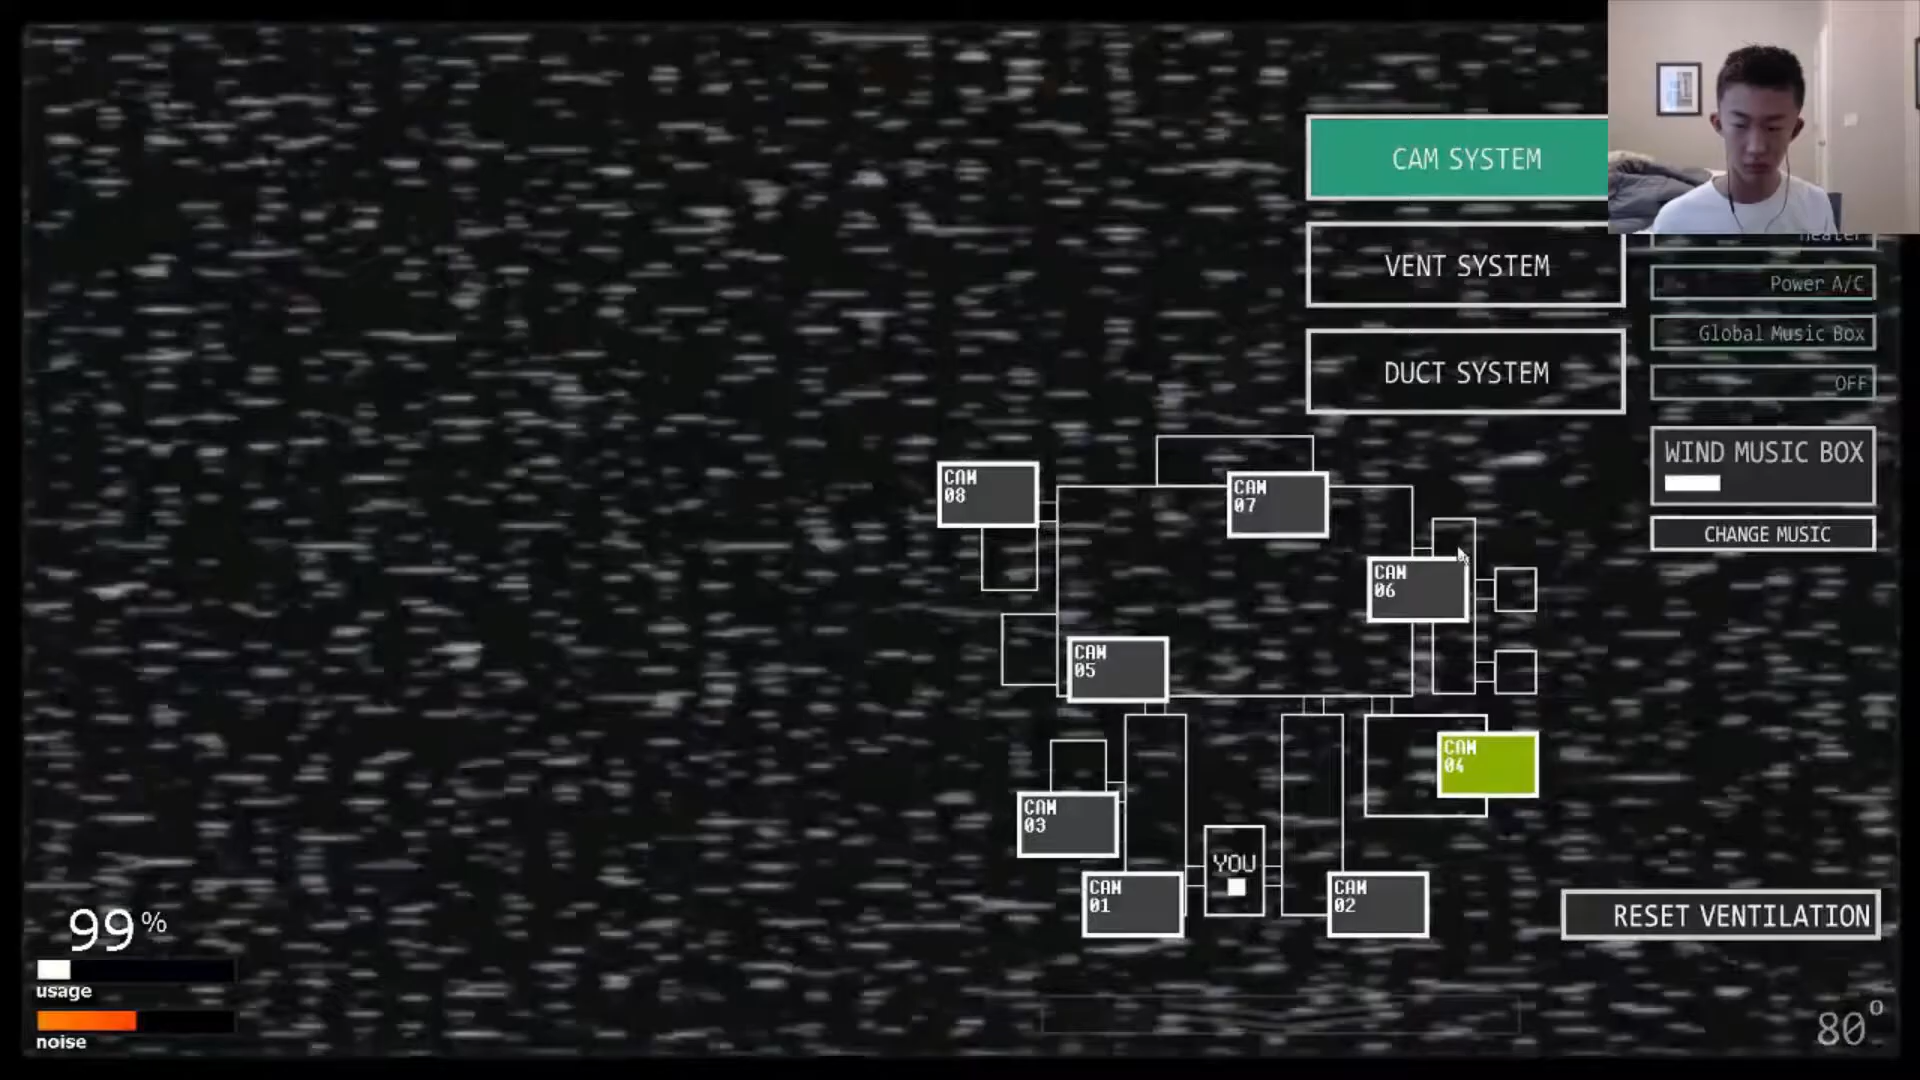 CAM SYSTEM
VENT SYSTEM
DUCT SYSTEM
Heater
Power A/C
Global Music Box
OFF
WIND MUSIC BOX
CHANGE MUSIC
CAM
08
CAM
07
CAM
06
CAM
05
CAM
04
CAM
03
CAM
01
YOU
CAM
02
RESET VENTILATION
99%
usage
noise
80°